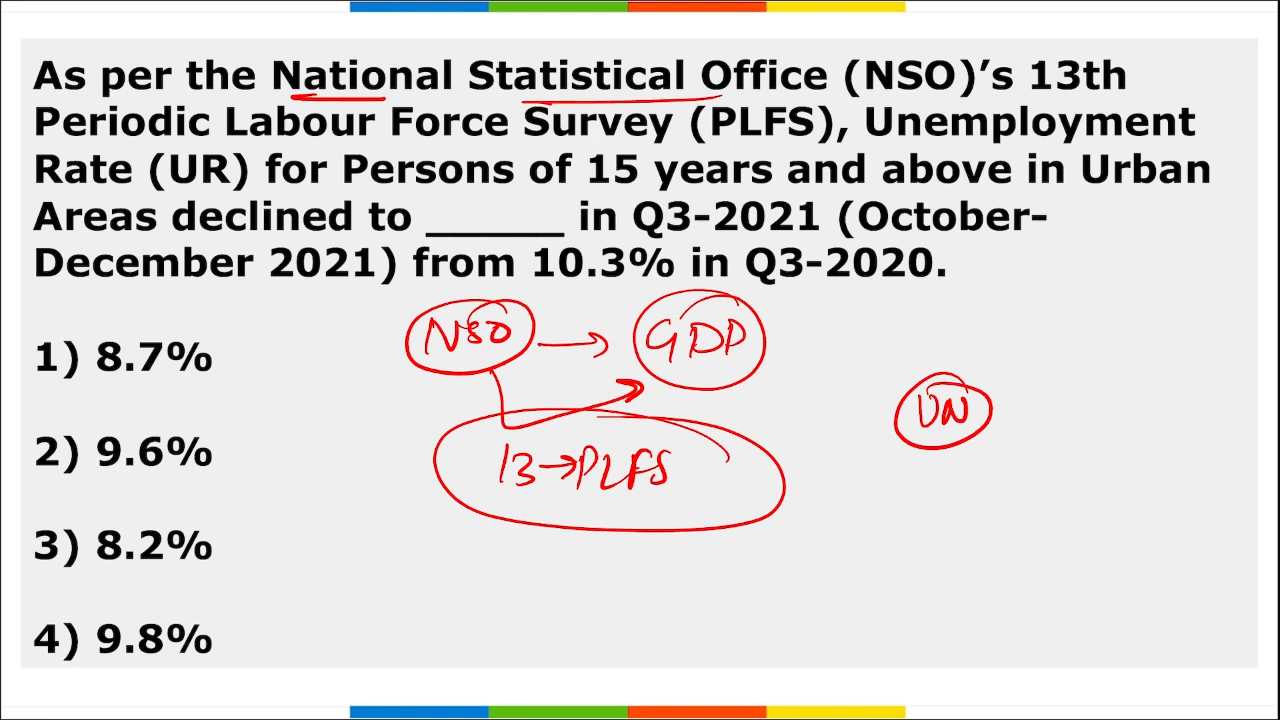 As per the National Statistical Office (NSO)’s 13th
Periodic Labour Force Survey (PLFS), Unemployment
Rate (UR) for Persons of 15 years and above in Urban
Areas declined to ______ in Q3-2021 (October-
December 2021) from 10.3% in Q3-2020.
NSO → GDP
1) 8.7%
UN
2) 9.6%
13→PLFS
3) 8.2%
4) 9.8%